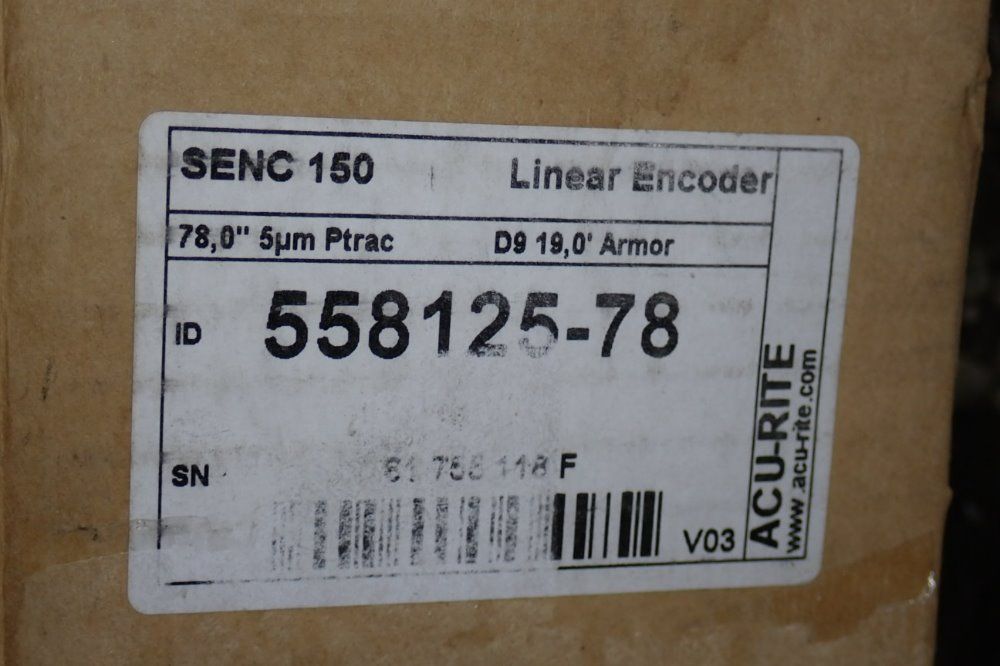 SENC 150 Linear Encoder
78,0" 5µm Ptrac D9 19,0' Armor
ID 558125-78
SN 118 F
V03
ACU-RITE
www.acu-rite.com